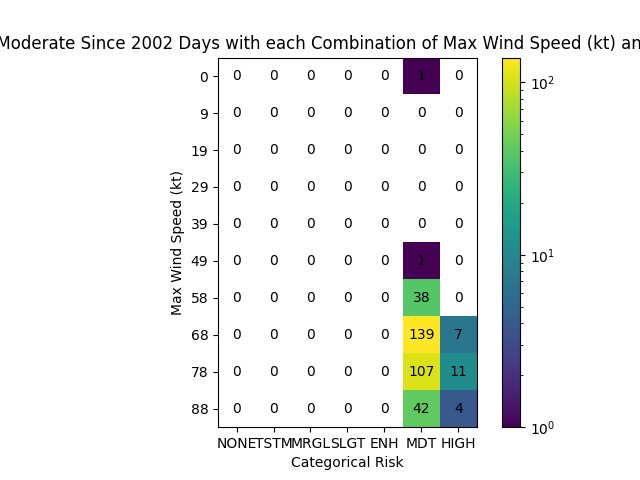 Moderate Since 2002 Days with each Combination of Max Wind Speed (kt) an
0 0 0 0 0 0 1 0
9 0 0 0 0 0 0 0
19 0 0 0 0 0 0 0
29 0 0 0 0 0 0 0
39 0 0 0 0 0 0 0
49 0 0 0 0 0 1 0
58 0 0 0 0 0 38 0
68 0 0 0 0 0 139 7
78 0 0 0 0 0 107 11
88 0 0 0 0 0 42 4
NONE TSTM MRGL SLGT ENH MDT HIGH
Categorical Risk
Max Wind Speed (kt)
10²
10¹
10⁰